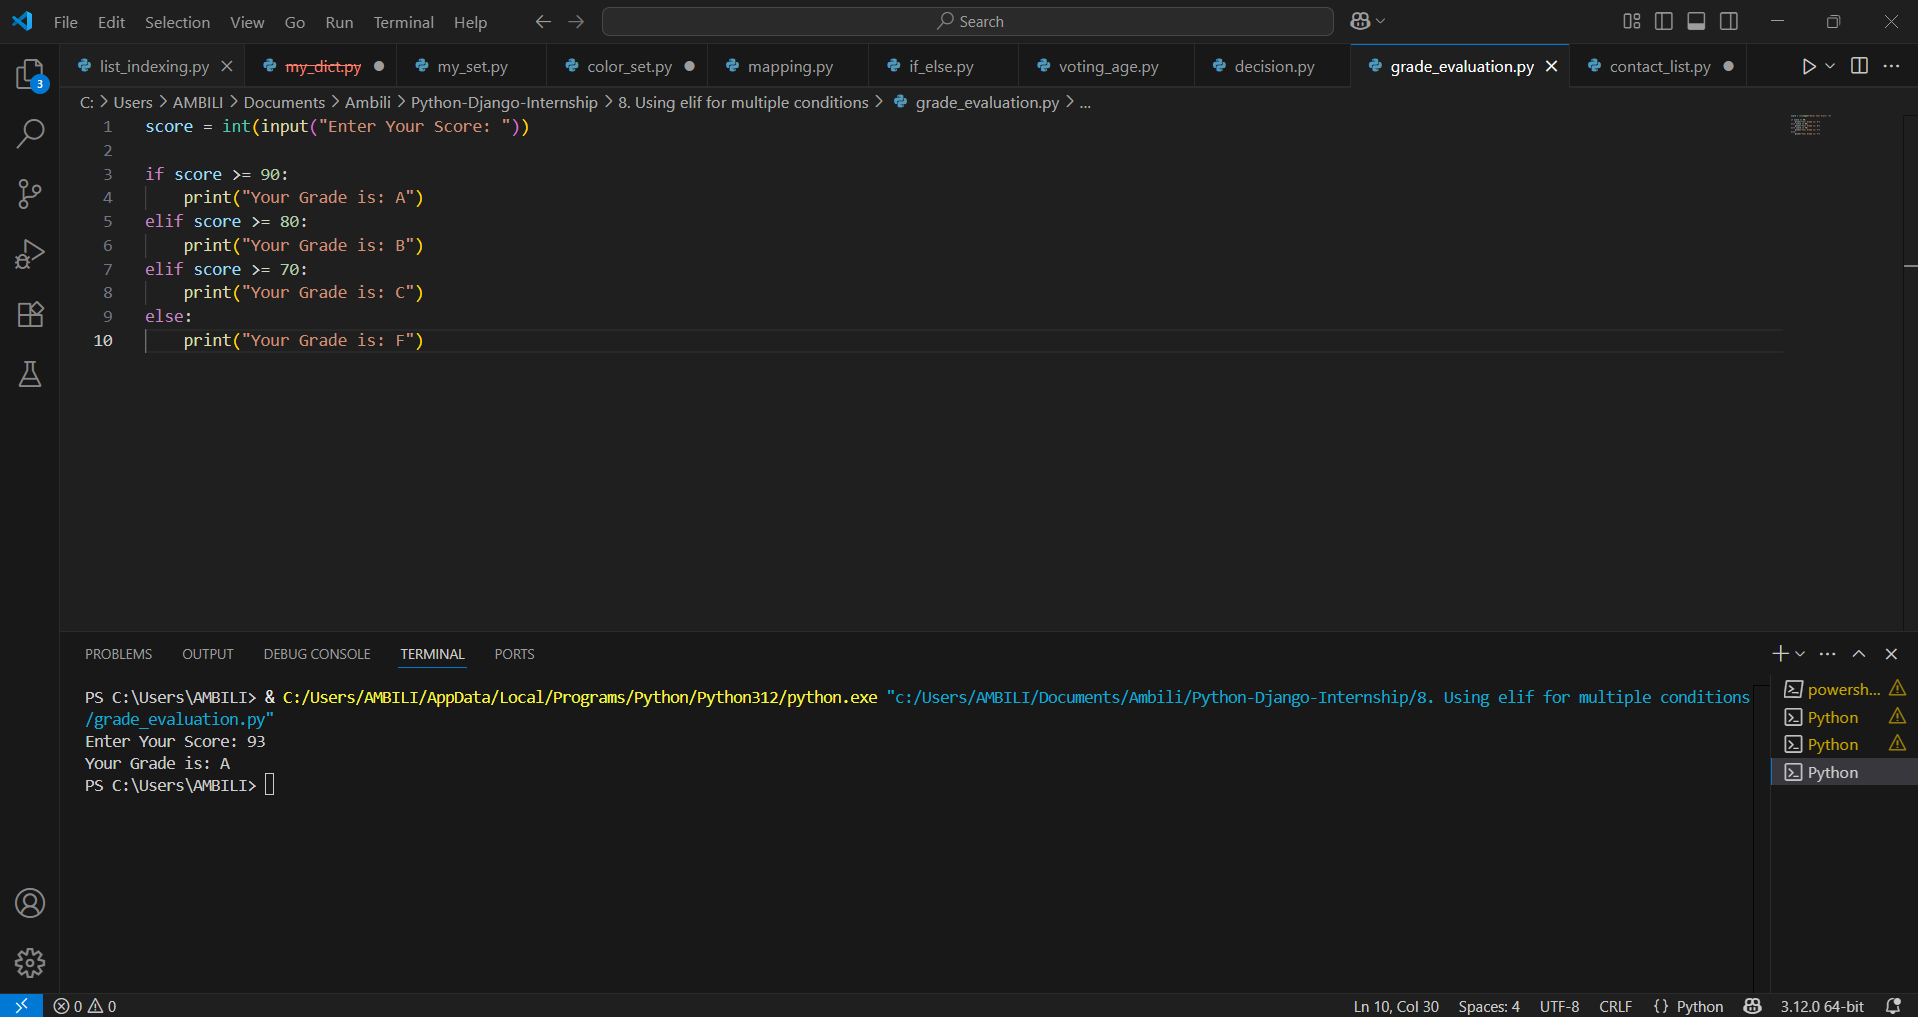 File Edit Selection View Go Run Terminal Help Search
3
list_indexing.py my_dict.py my_set.py color_set.py mapping.py if_else.py voting_age.py decision.py grade_evaluation.py contact_list.py
C: > Users > AMBILI > Documents > Ambili > Python-Django-Internship > 8. Using elif for multiple conditions > grade_evaluation.py > ...
1 score = int(input("Enter Your Score: "))
2
3 if score >= 90:
4     print("Your Grade is: A")
5 elif score >= 80:
6     print("Your Grade is: B")
7 elif score >= 70:
8     print("Your Grade is: C")
9 else:
10     print("Your Grade is: F")
PROBLEMS OUTPUT DEBUG CONSOLE TERMINAL PORTS
PS C:\Users\AMBILI> & C:/Users/AMBILI/AppData/Local/Programs/Python/Python312/python.exe "c:/Users/AMBILI/Documents/Ambili/Python-Django-Internship/8. Using elif for multiple conditions
/grade_evaluation.py"
Enter Your Score: 93
Your Grade is: A
PS C:\Users\AMBILI>
powersh...
Python
Python
Python
0 0 Ln 10, Col 30 Spaces: 4 UTF-8 CRLF {} Python 3.12.0 64-bit